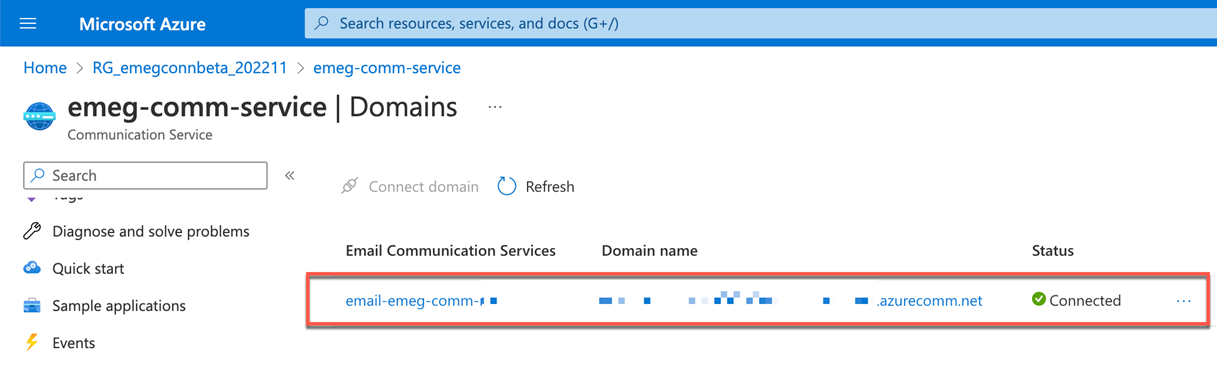 Microsoft Azure
Search resources, services, and docs (G+/)
Home > RG_emegconnbeta_202211 > emeg-comm-service
emeg-comm-service | Domains ...
Communication Service
Search «
Connect domain Refresh
Tags
Diagnose and solve problems
Quick start
Sample applications
Events
Email Communication Services Domain name Status
email-emeg-comm- .azurecomm.net Connected ...